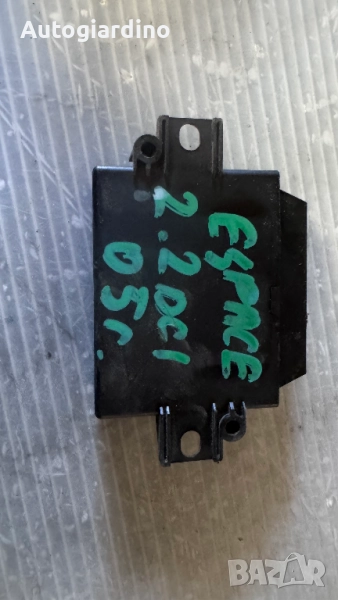 Autogiardino
ESPACE
2.2DCI
05г.
BAZAR